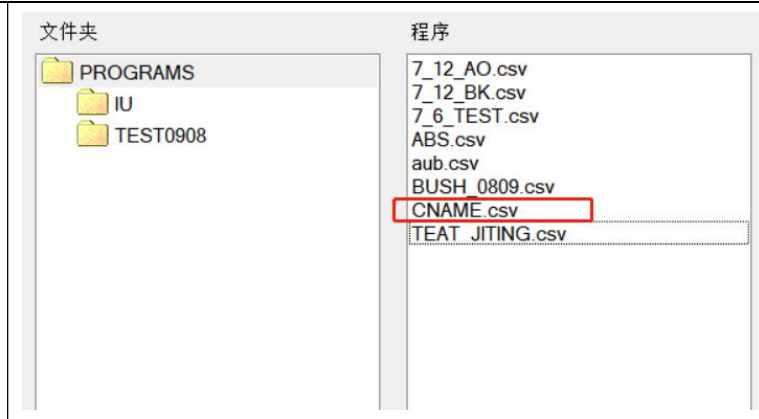 文件夹
PROGRAMS
IU
TEST0908
程序
7_12_AO.csv
7_12_BK.csv
7_6_TEST.csv
ABS.csv
aub.csv
BUSH_0809.csv
CNAME.csv
TEAT_JITING.csv